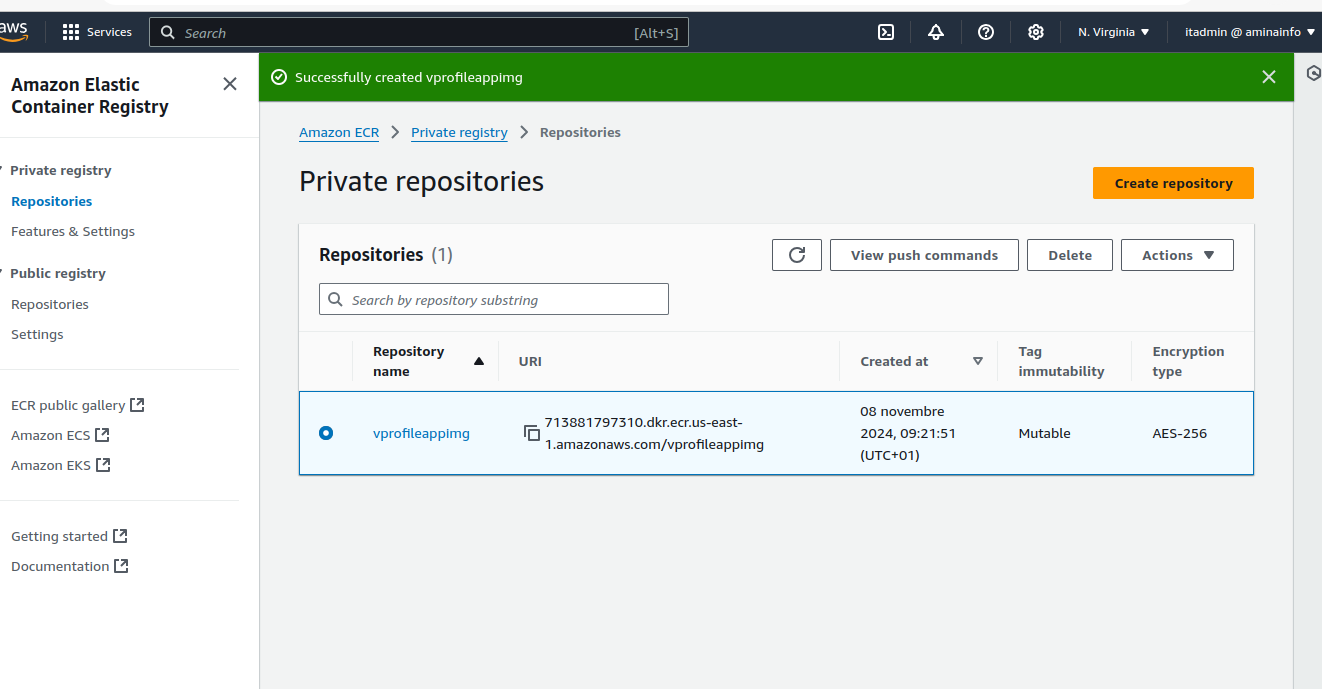 aws
Services
Search
[Alt+S]
N. Virginia
itadmin @ aminainfo
Amazon Elastic
Container Registry
Private registry
Repositories
Features & Settings
Public registry
Repositories
Settings
ECR public gallery
Amazon ECS
Amazon EKS
Getting started
Documentation
Successfully created vprofileappimg
Amazon ECR
Private registry
Repositories
Private repositories
Create repository
Repositories (1)
View push commands
Delete
Actions
Search by repository substring
Repository
name
URI
Created at
Tag
immutability
Encryption
type
vprofileappimg
713881797310.dkr.ecr.us-east-
1.amazonaws.com/vprofileappimg
08 novembre
2024, 09:21:51
(UTC+01)
Mutable
AES-256